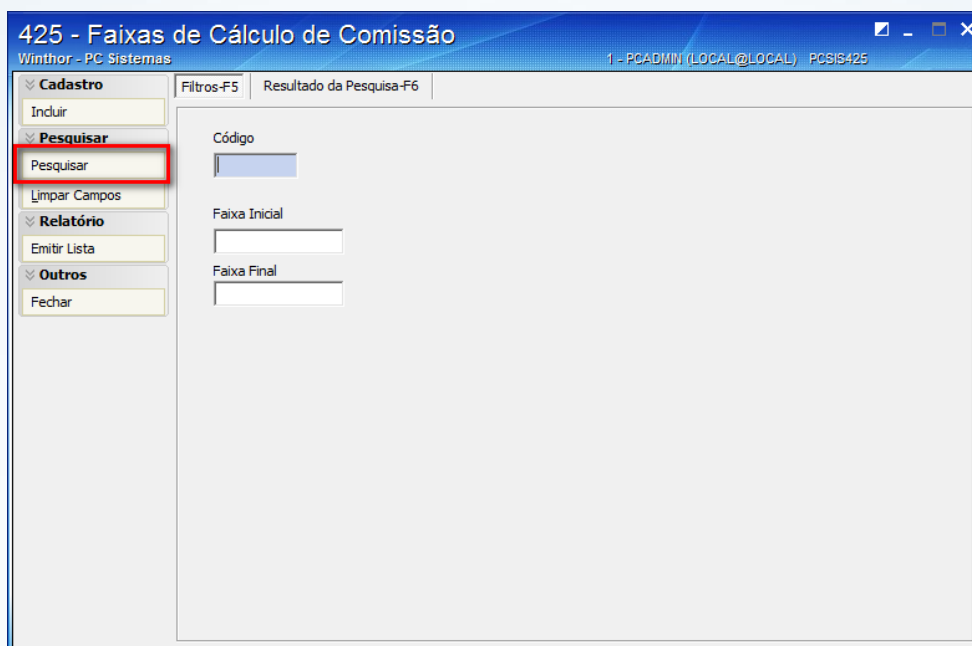 425 - Faixas de Cálculo de Comissão
Winthor - PC Sistemas
1 - PCADMIN (LOCAL@LOCAL) PCSIS425
Cadastro
Incluir
Pesquisar
Pesquisar
Limpar Campos
Relatório
Emitir Lista
Outros
Fechar
Filtros-F5
Resultado da Pesquisa-F6
Código
Faixa Inicial
Faixa Final